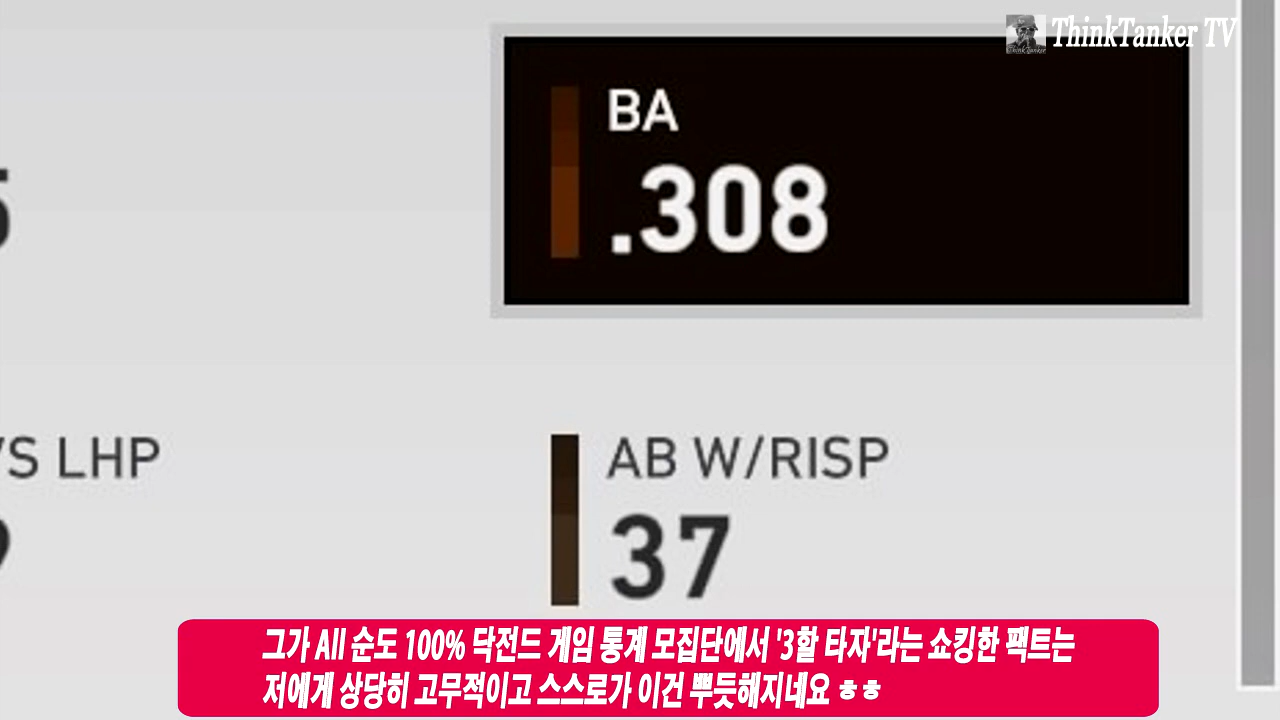 ThinkTanker TV
BA
.308
S LHP
AB W/RISP
37
그가 All 순도 100% 닥전드 게임 통계 모집단에서 '3할 타자'라는 쇼킹한 팩트는
저에게 상당히 고무적이고 스스로가 이건 뿌듯해지네요 ㅎㅎ